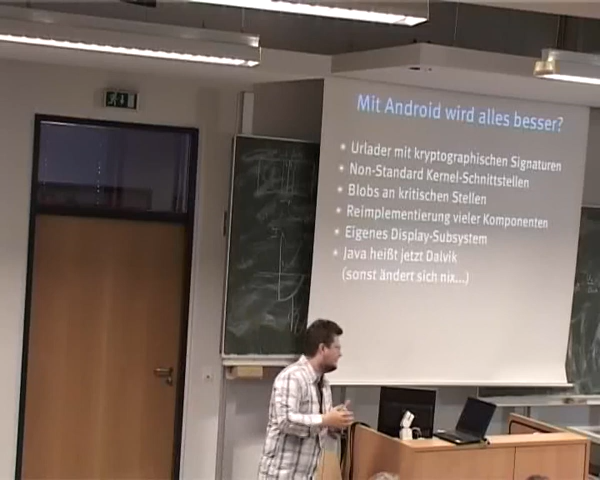 Mit Android wird alles besser?
* Urlader mit kryptographischen Signaturen
* Non-Standard Kernel-Schnittstellen
* Blobs an kritischen Stellen
* Reimplementierung vieler Komponenten
* Eigenes Display-Subsystem
* Java heißt jetzt Dalvik
(sonst ändert sich nix...)